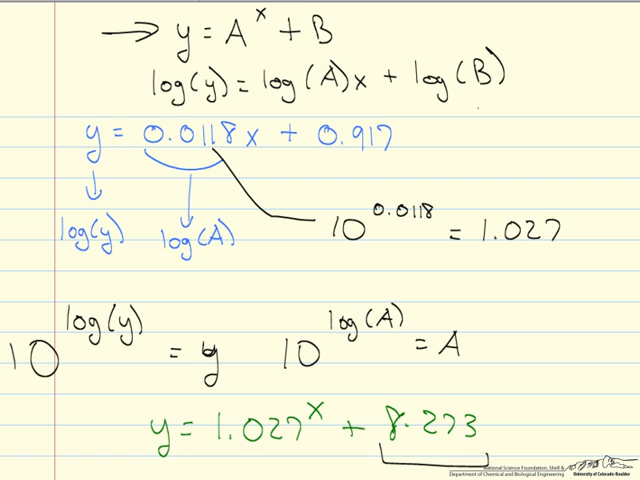 → y = A^x + B
log(y) = log(A)x + log(B)
y = 0.0118x + 0.917
log(y) log(A) 10^0.0118 = 1.027
10^log(y) = y 10^log(A) = A
y = 1.027^x + 8.273
National Science Foundation, Shell &
Department of Chemical and Biological Engineering
University of Colorado Boulder